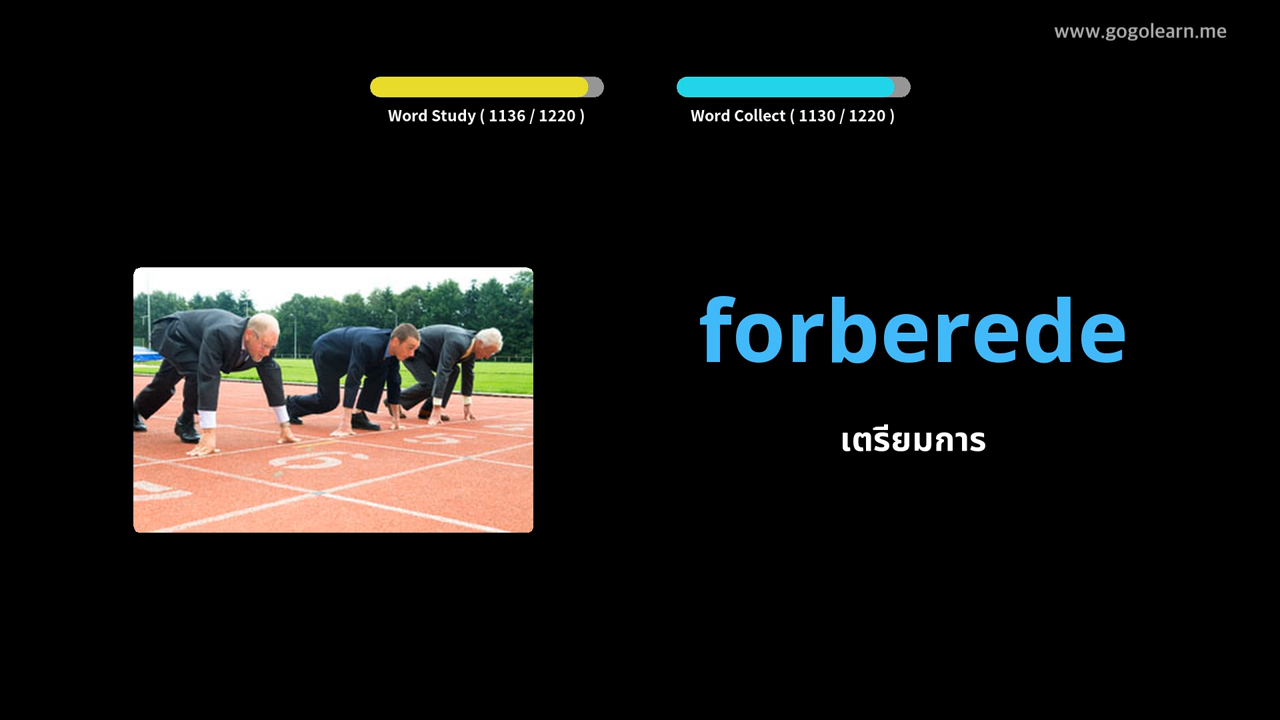 www.gogolearn.me
Word Study ( 1136 / 1220 )
Word Collect ( 1130 / 1220 )
forberede
เตรียมการ